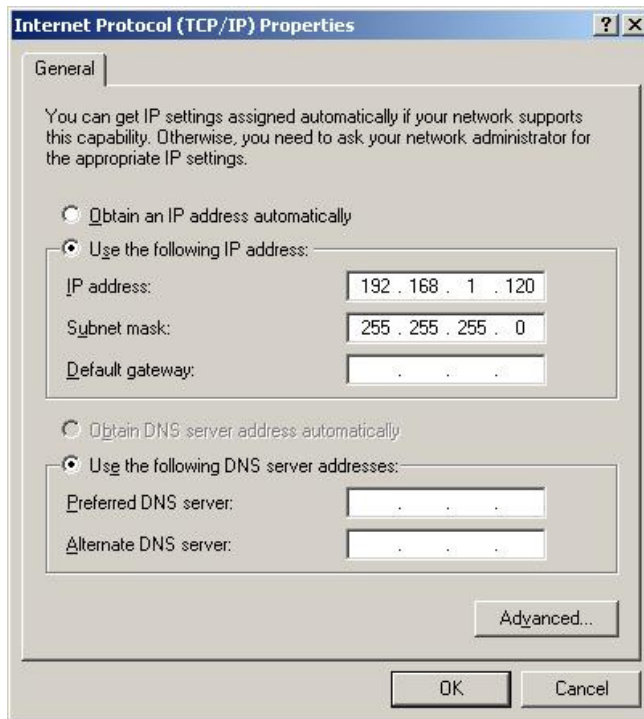 Internet Protocol (TCP/IP) Properties
General
You can get IP settings assigned automatically if your network supports
this capability. Otherwise, you need to ask your network administrator for
the appropriate IP settings.
Obtain an IP address automatically
Use the following IP address:
IP address: 192 . 168 . 1 . 120
Subnet mask: 255 . 255 . 255 . 0
Default gateway: . . .
Obtain DNS server address automatically
Use the following DNS server addresses:
Preferred DNS server: . . .
Alternate DNS server: . . .
Advanced...
OK Cancel